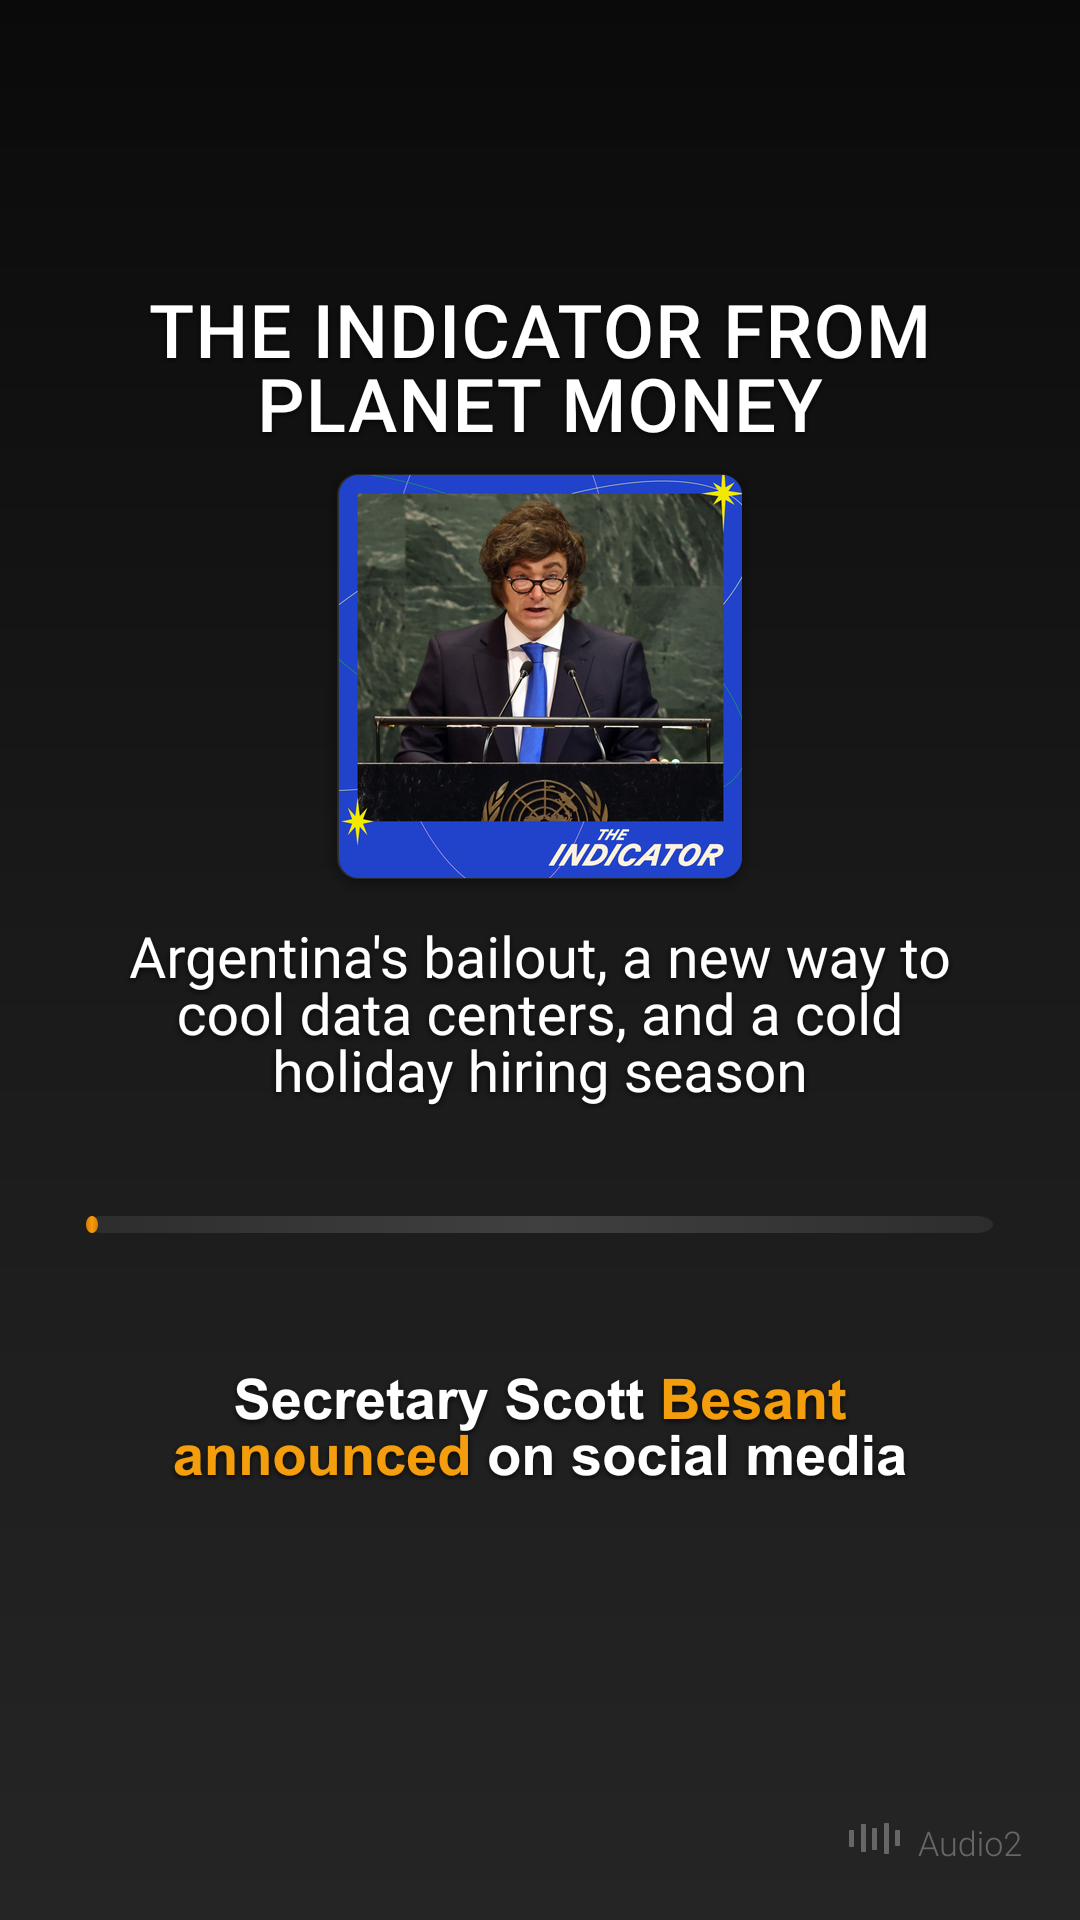 THE INDICATOR FROM
PLANET MONEY
THE
INDICATOR
Argentina's bailout, a new way to
cool data centers, and a cold
holiday hiring season
Secretary Scott Besant
announced on social media
Audio2